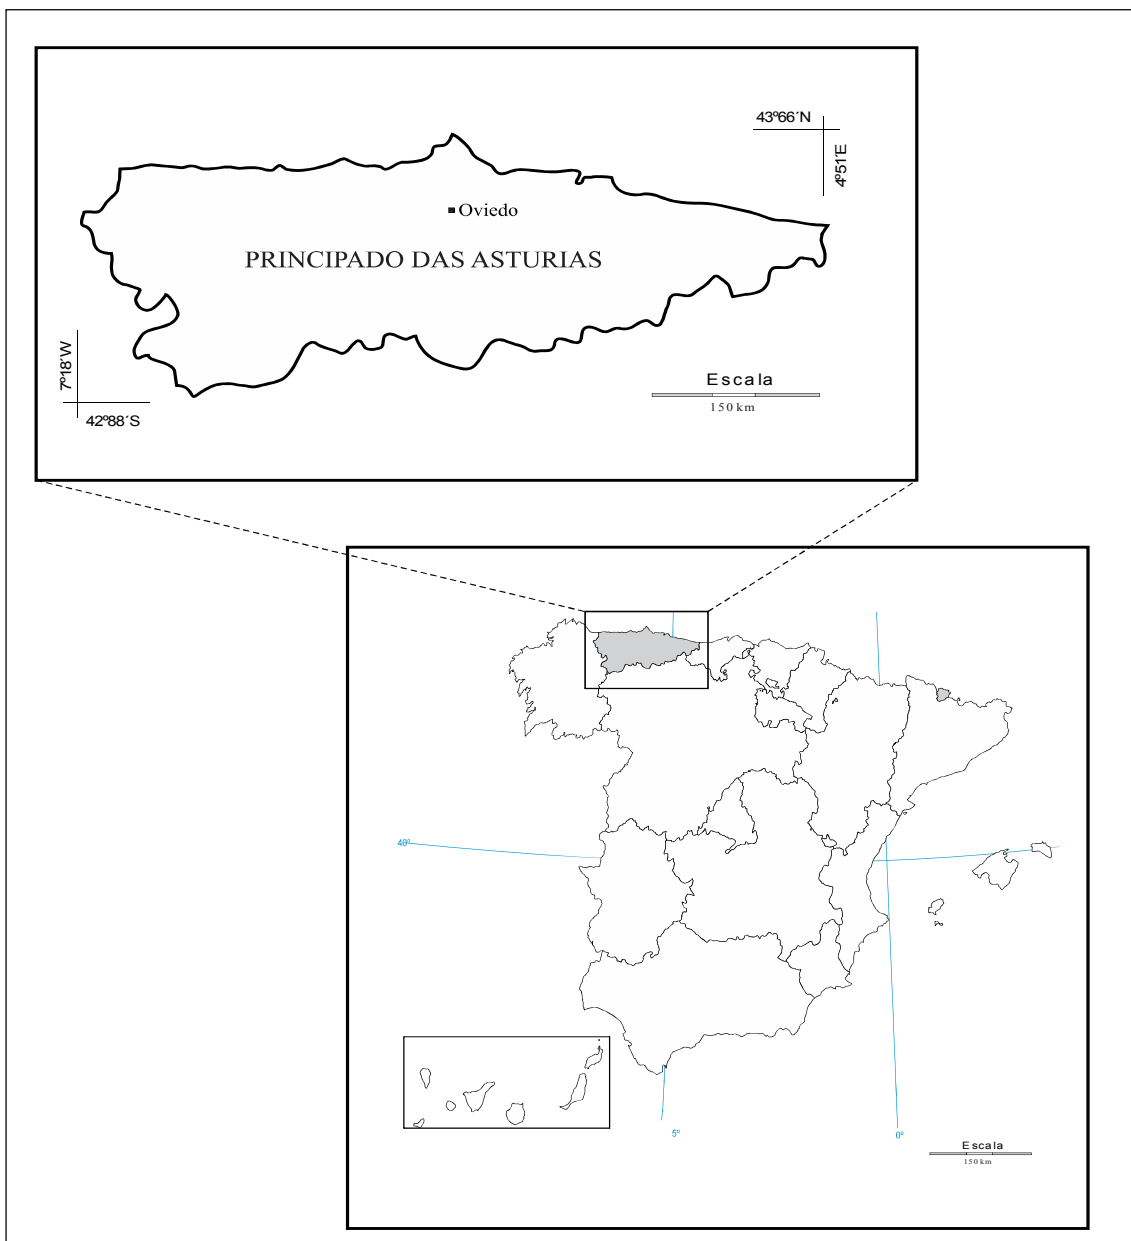 43º66´N
4º51´E
Oviedo
PRINCIPADO DAS ASTURIAS
7º18´W
42º88´S
Escala
150 km
40º
5º
0º
Escala
150 km